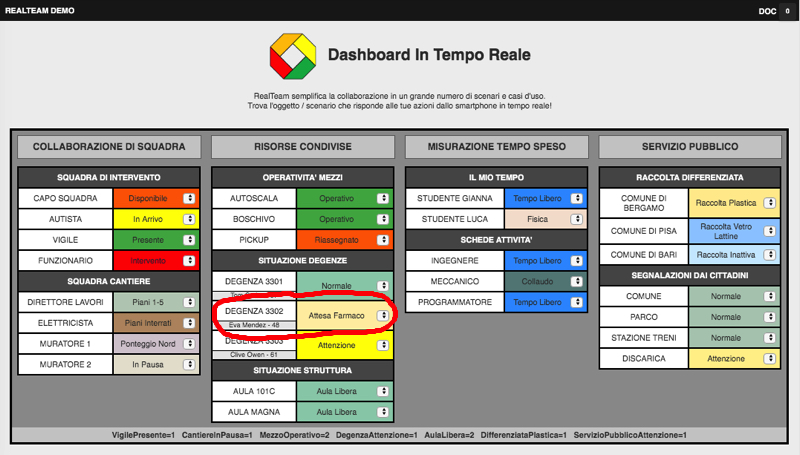 REALTEAM DEMO
DOC 0
Dashboard In Tempo Reale
RealTeam semplifica la collaborazione in un grande numero di scenari e casi d'uso.
Trova l'oggetto / scenario che risponde alle tue azioni dallo smartphone in tempo reale!
COLLABORAZIONE DI SQUADRA
SQUADRA DI INTERVENTO
CAPO SQUADRA Disponibile
AUTISTA In Arrivo
VIGILE Presente
FUNZIONARIO Intervento
SQUADRA CANTIERE
DIRETTORE LAVORI Piani 1-5
ELETTRICISTA Piani Interrati
MURATORE 1 Ponteggio Nord
MURATORE 2 In Pausa
RISORSE CONDIVISE
OPERATIVITA' MEZZI
AUTOSCALA Operativo
BOSCHIVO Operativo
PICKUP Riassegnato
SITUAZIONE DEGENZE
DEGENZA 3301 Normale
DEGENZA 3302 Attesa Farmaco
Eva Mendez - 48
DEGENZA 3303 Attenzione
Clive Owen - 61
SITUAZIONE STRUTTURA
AULA 101C Aula Libera
AULA MAGNA Aula Libera
MISURAZIONE TEMPO SPESO
IL MIO TEMPO
STUDENTE GIANNA Tempo Libero
STUDENTE LUCA Fisica
SCHEDE ATTIVITA'
INGEGNERE Tempo Libero
MECCANICO Collaudo
PROGRAMMATORE Tempo Libero
SERVIZIO PUBBLICO
RACCOLTA DIFFERENZIATA
COMUNE DI
BERGAMO Raccolta Plastica
COMUNE DI PISA Raccolta Vetro
Lattine
COMUNE DI BARI Raccolta Inattiva
SEGNALAZIONI DAI CITTADINI
COMUNE Normale
PARCO Normale
STAZIONE TRENI Normale
DISCARICA Attenzione
VigilePresente=1 CantiereInPausa=1 MezzoOperativo=2 DegenzaAttenzione=1 AulaLibera=2 DifferenziataPlastica=1 ServizioPubblicoAttenzione=1